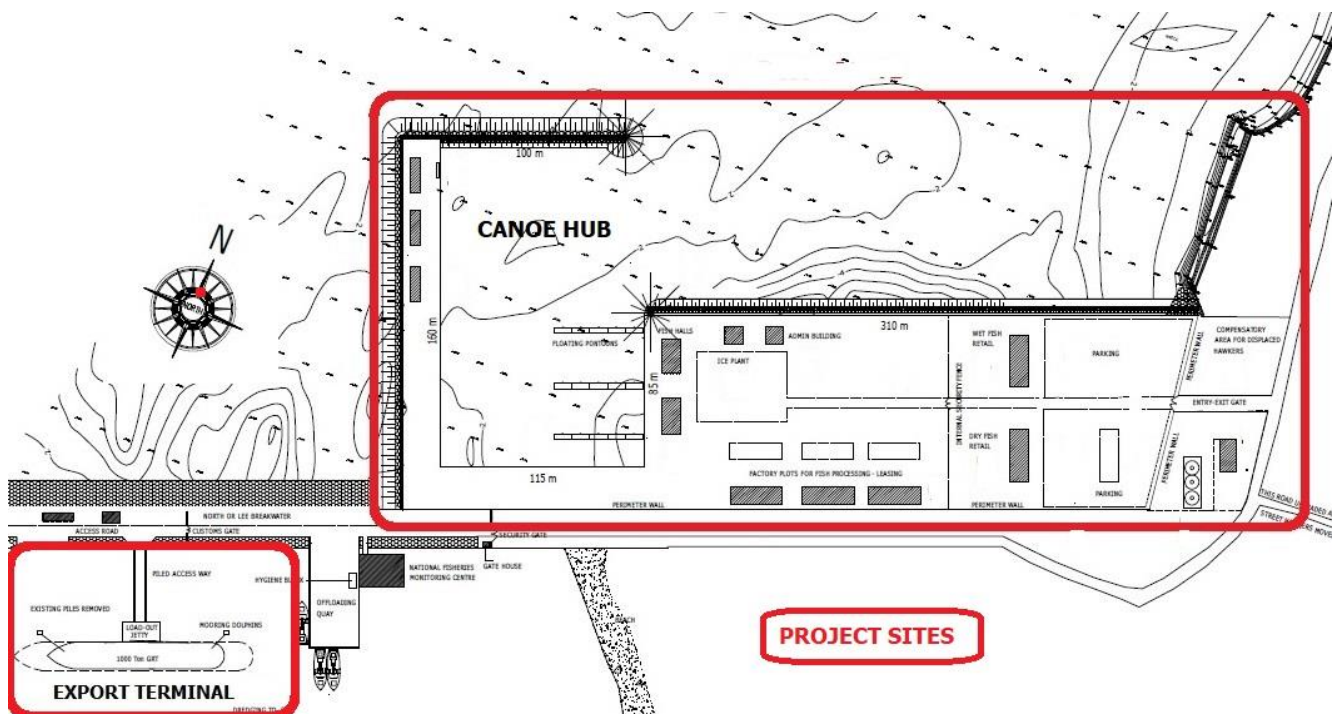 N
NORTH
100 m
CANOE HUB
160 m
310 m
FISH HALLS
FLOATING PONTOONS
ADMIN BUILDING
ICE PLANT
85 m
WET FISH
RETAIL
PARKING
PERIMETER WALL
COMPENSATORY
AREA FOR DISPLACED
HAWKERS
INTERNAL SECURITY FENCE
ENTRY-EXIT GATE
DRY FISH
RETAIL
PERIMETER WALL
115 m
FACTORY PLOTS FOR FISH PROCESSING - LEASING
PARKING
PERIMETER WALL
PERIMETER WALL
NORTH OR LEE BREAKWATER
ACCESS ROAD
CUSTOMS GATE
SECURITY GATE
GATE HOUSE
PILED ACCESS WAY
NATIONAL FISHERIES
MONITORING CENTRE
OFFLOADING
QUAY
EXISTING PILES REMOVED
LOAD-OUT
JETTY
MOORING DOLPHINS
1000 Ton GRT
EXPORT TERMINAL
PROJECT SITES